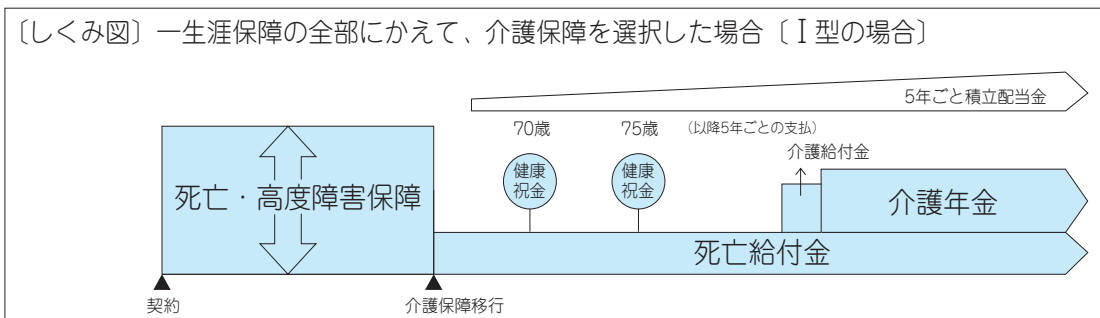 〔しくみ図〕一生涯保障の全部にかえて、介護保障を選択した場合〔Ⅰ型の場合〕
5年ごと積立配当金
70歳
75歳
(以降5年ごとの支払)
介護給付金
健康
祝金
健康
祝金
死亡・高度障害保障
介護年金
死亡給付金
契約
介護保障移行